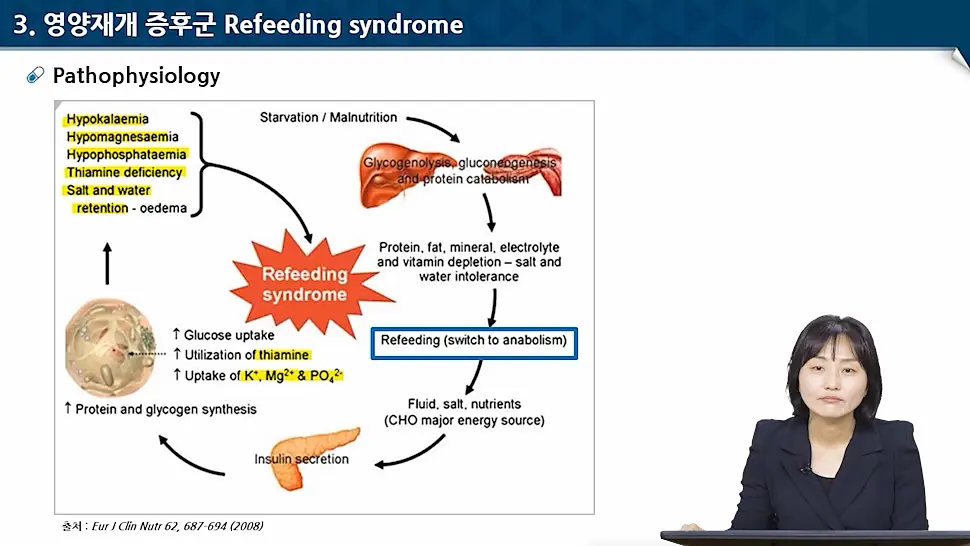 3. 영양재개 증후군 Refeeding syndrome
Pathophysiology
Hypokalaemia
Hypomagnesaemia
Hypophosphataemia
Thiamine deficiency
Salt and water
retention - oedema
Starvation / Malnutrition
Glycogenolysis, gluconeogenesis
and protein catabolism
Protein, fat, mineral, electrolyte
and vitamin depletion – salt and
water intolerance
Refeeding
syndrome
Refeeding (switch to anabolism)
↑ Glucose uptake
↑ Utilization of thiamine
↑ Uptake of K⁺, Mg²⁺ & PO₄²⁻
↑ Protein and glycogen synthesis
Fluid, salt, nutrients
(CHO major energy source)
Insulin secretion
출처 : Eur J Clin Nutr 62, 687-694 (2008)